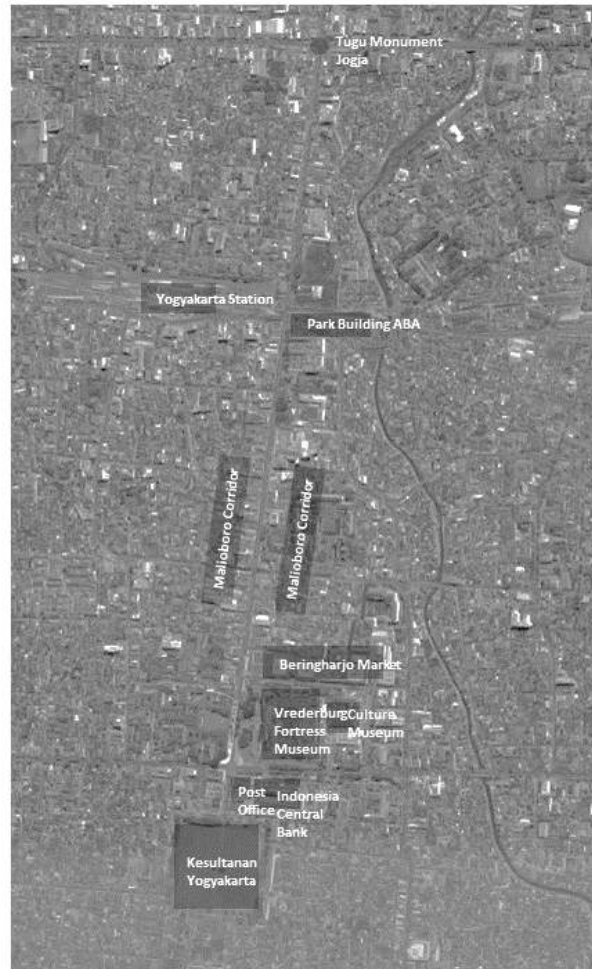 Tugu Monument
Jogja
Yogyakarta Station
Park Building ABA
Malioboro Corridor
Malioboro Corridor
Beringharjo Market
Vrederburg
Fortress
Museum
Culture
Museum
Post
Office
Indonesia
Central
Bank
Kesultanan
Yogyakarta